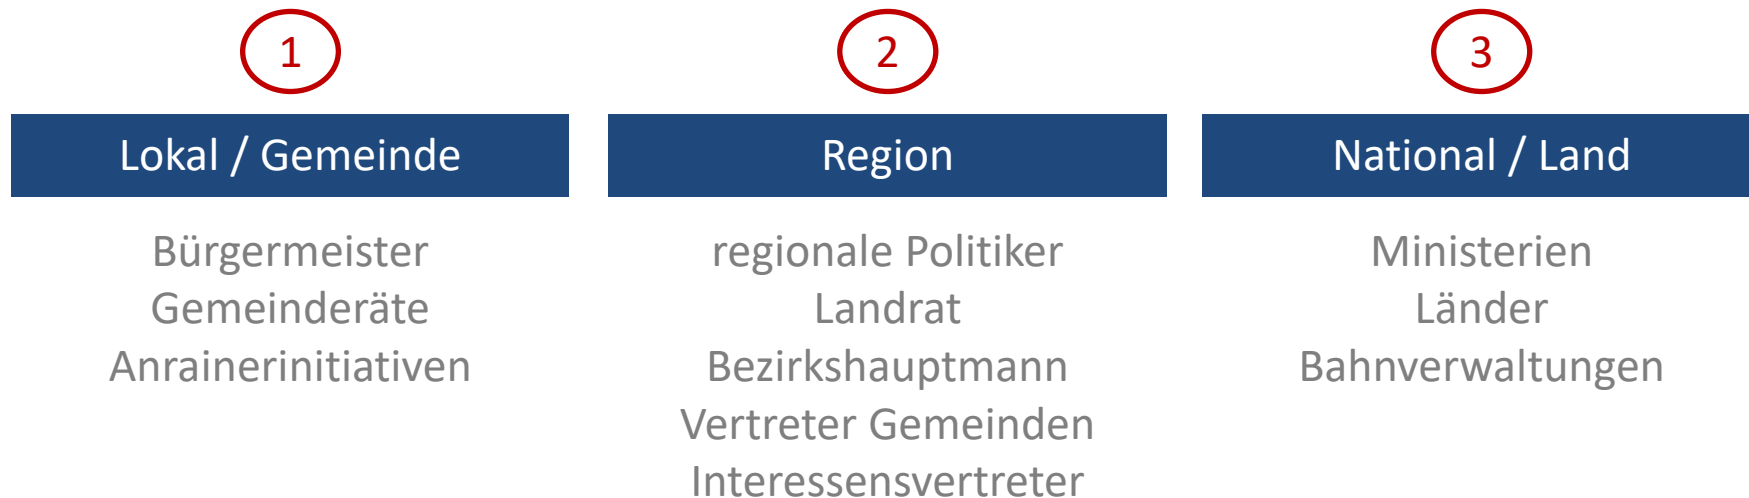 1
Lokal / Gemeinde
Bürgermeister
Gemeinderäte
Anrainerinitiativen
2
Region
regionale Politiker
Landrat
Bezirkshauptmann
Vertreter Gemeinden
Interessensvertreter
3
National / Land
Ministerien
Länder
Bahnverwaltungen